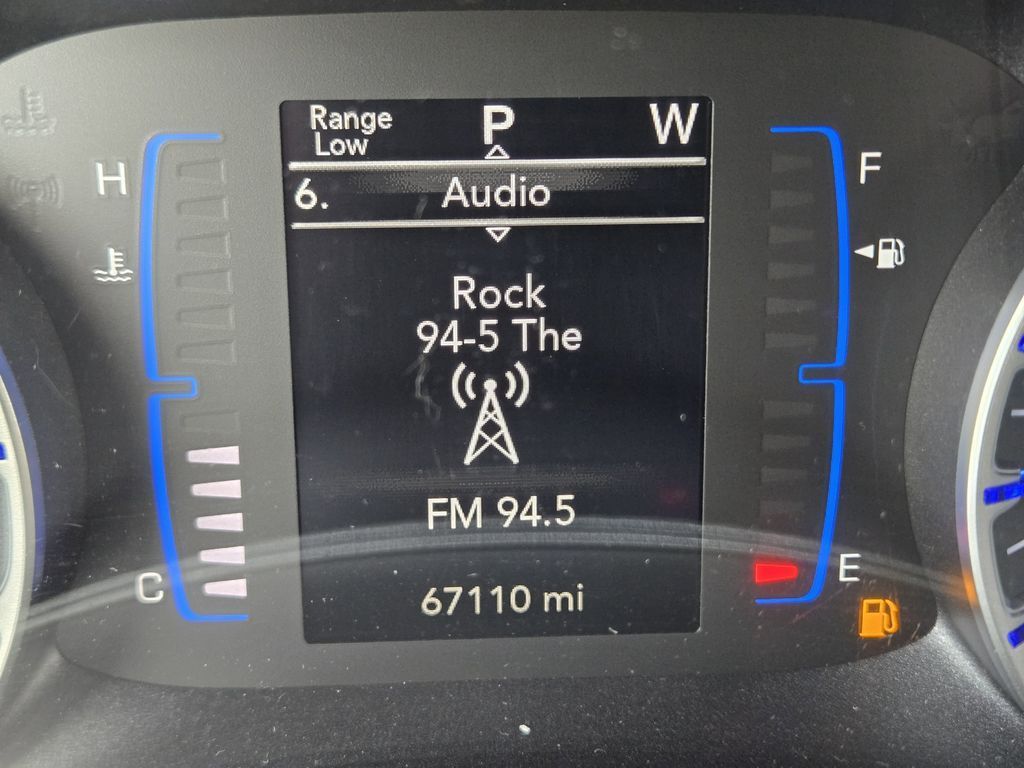 Range
Low
P
W
H
F
6.
Audio
Rock
94-5 The
FM 94.5
C
E
67110 mi